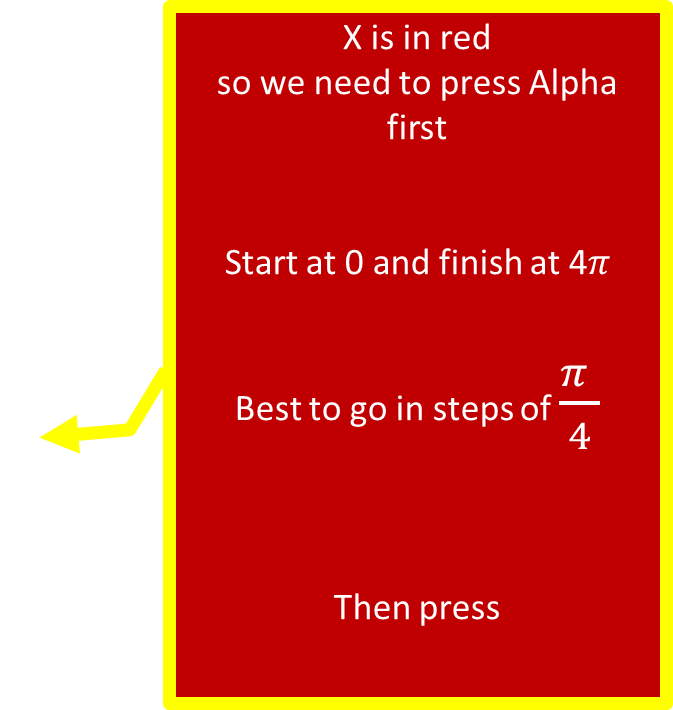 X is in red
so we need to press Alpha
first
Start at 0 and finish at 4𝜋
Best to go in steps of 𝜋/4
Then press